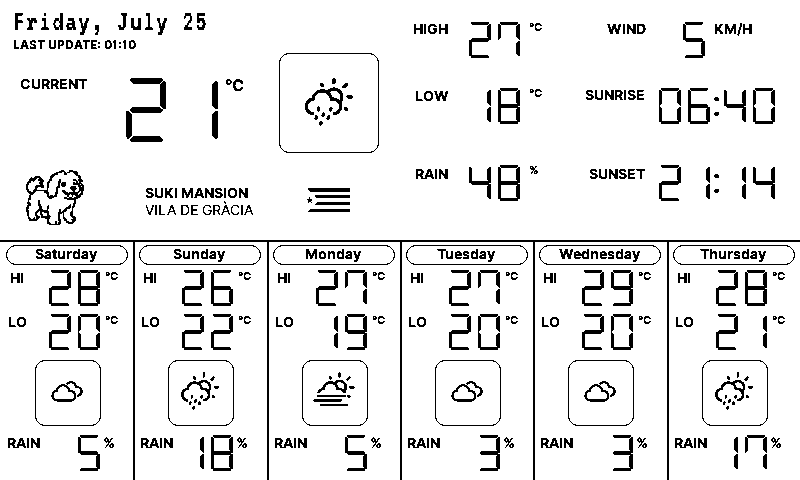 Friday, July 25
LAST UPDATE: 01:10
CURRENT 21 °C
SUKI MANSION
VILA DE GRÀCIA
HIGH 27 °C
LOW 18 °C
RAIN 48 %
WIND 5 KM/H
SUNRISE 06:40
SUNSET 21:14
Saturday
HI 28 °C
LO 20 °C
RAIN 5 %
Sunday
HI 26 °C
LO 22 °C
RAIN 18 %
Monday
HI 27 °C
LO 19 °C
RAIN 5 %
Tuesday
HI 27 °C
LO 20 °C
RAIN 3 %
Wednesday
HI 29 °C
LO 20 °C
RAIN 3 %
Thursday
HI 28 °C
LO 21 °C
RAIN 17 %